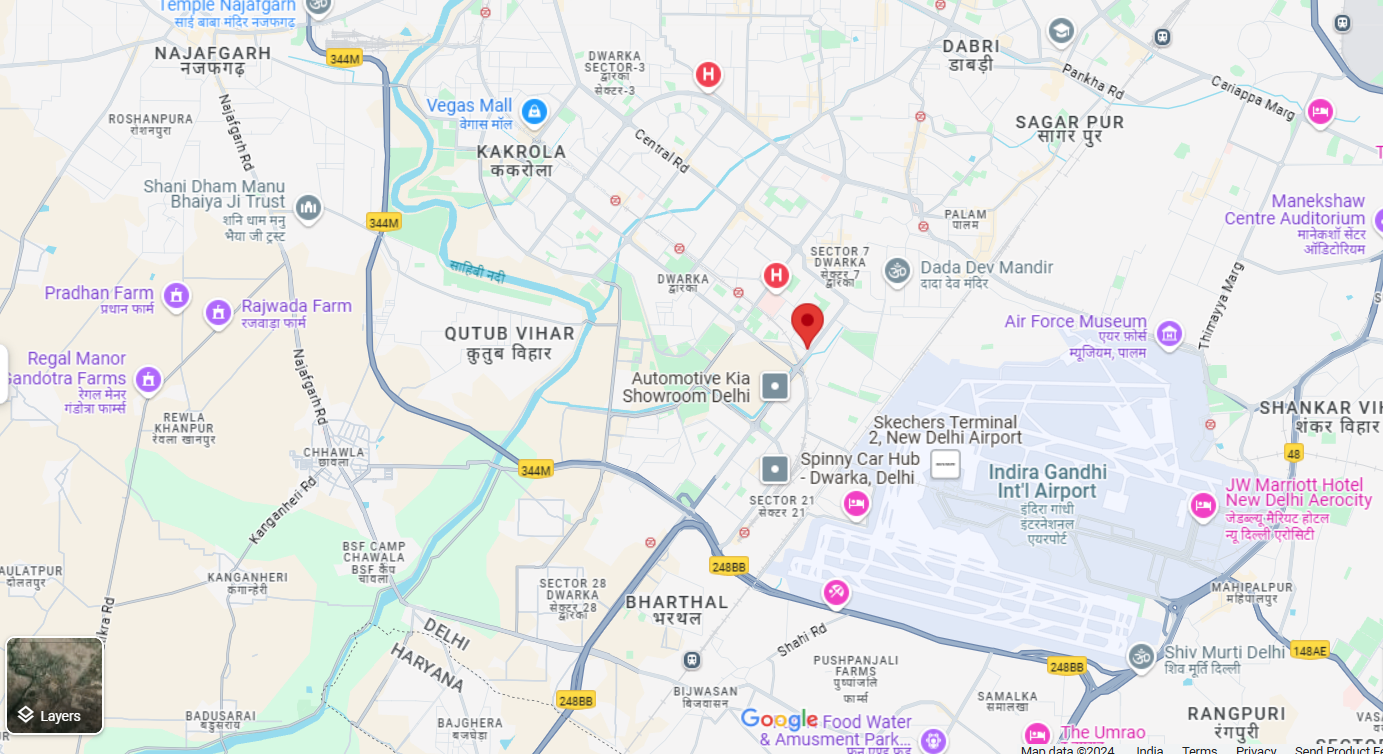 Temple Najafgarh
साई बाबा मंदिर नजफगढ़
NAJAFGARH
नजफगढ़
344M
DWARKA
SECTOR-3
द्वारका
सेक्टर-3
H
DABRI
डाबड़ी
Pankha Rd
Cariappa Marg
ROSHANPURA
रोशनपुरा
Najafgarh Rd
Vegas Mall
वेगास मॉल
KAKROLA
ककरोला
Central Rd
SAGAR PUR
सागर पुर
Shani Dham Manu
Bhaiya Ji Trust
शनि धाम मनु
भैया जी ट्रस्ट
344M
Manekshaw
Centre Auditorium
मानेकशॉ सेंटर
ऑडिटोरियम
PALAM
पालम
साहिबी नदी
DWARKA
द्वारका
H
SECTOR 7
DWARKA
सेक्टर 7
द्वारका
Dada Dev Mandir
दादा देव मंदिर
Thimayya Marg
Pradhan Farm
प्रधान फार्म
Rajwada Farm
रजवाडा फार्म
QUTUB VIHAR
क़ुतुब विहार
Air Force Museum
एयर फ़ोर्स
म्यूजियम, पालम
Regal Manor
Gandotra Farms
रेगल मेनर
गंडोत्रा फार्म्स
Najafgarh Rd
REWLA
KHANPUR
रेवला खानपुर
Automotive Kia
Showroom Delhi
Skechers Terminal
2, New Delhi Airport
SHANKAR VIH
शंकर विहार
48
CHHAWLA
छावला
344M
Spinny Car Hub
- Dwarka, Delhi
Indira Gandhi
Int'l Airport
इंदिरा गांधी
इंटरनेशनल
एयरपोर्ट
JW Marriott Hotel
New Delhi Aerocity
जेडब्ल्यू मैरियट होटल
न्यू दिल्ली एरोसिटी
Kanganheri Rd
SECTOR 21
सेक्टर 21
BSF CAMP
CHAWALA
BSF कैंप
चावला
AULATPUR
दौलतपुर
KANGANHERI
कंगान्हेरी
248BB
SECTOR 28
DWARKA
सेक्टर 28
द्वारका
BHARTHAL
भरथल
MAHIPALPUR
महिपालपुर
kra Rd
DELHI
HARYANA
Shahi Rd
PUSHPANJALI
FARMS
पुष्पांजलि
फार्म्स
248BB
Shiv Murti Delhi
शिव मूर्ति दिल्ली
148AE
Layers
BADUSARAI
बडुसराय
248BB
BIJWASAN
बिजवासन
SAMALKA
समालखा
BAJGHERA
बजघेड़ा
Google
Food Water
& Amusment Park...
RANGPURI
रंगपुरी
The Umrao
Map data ©2024 India Terms Privacy Send Product F